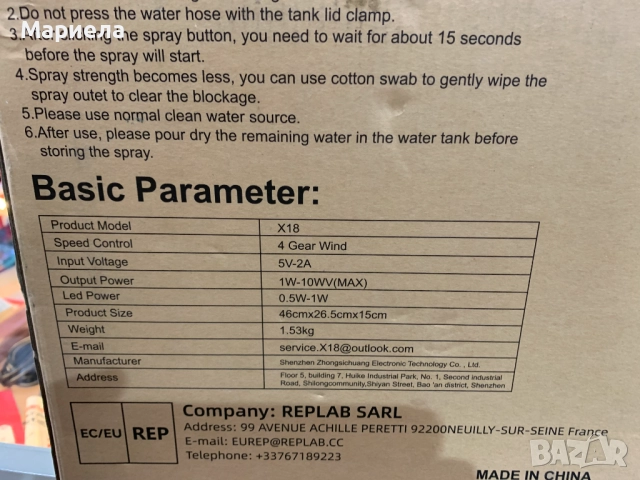 2.Do not press the water hose with the tank lid clamp.
Мариела
the spray button, you need to wait for about 15 seconds
before the spray will start.
4.Spray strength becomes less, you can use cotton swab to gently wipe the
spray outet to clear the blockage.
5.Please use normal clean water source.
6.After use, please pour dry the remaining water in the water tank before
storing the spray.
Basic Parameter:
Product Model X18
Speed Control 4 Gear Wind
Input Voltage 5V-2A
Output Power 1W-10WV(MAX)
Led Power 0.5W-1W
Product Size 46cmx26.5cmx15cm
Weight 1.53kg
E-mail service.X18@outlook.com
Manufacturer Shenzhen Zhongsichuang Electronic Technology Co. , Ltd.
Address Floor 5, building 7, Huike Industrial Park, No. 1, Second industrial
Road, Shilongcommunity,Shiyan Street, Bao 'an district, Shenzhen
EC/EU REP
Company: REPLAB SARL
Address: 99 AVENUE ACHILLE PERETTI 92200NEUILLY-SUR-SEINE France
E-mail: EUREP@REPLAB.CC
Telephone: +33767189223
MADE IN CHINA
bazar